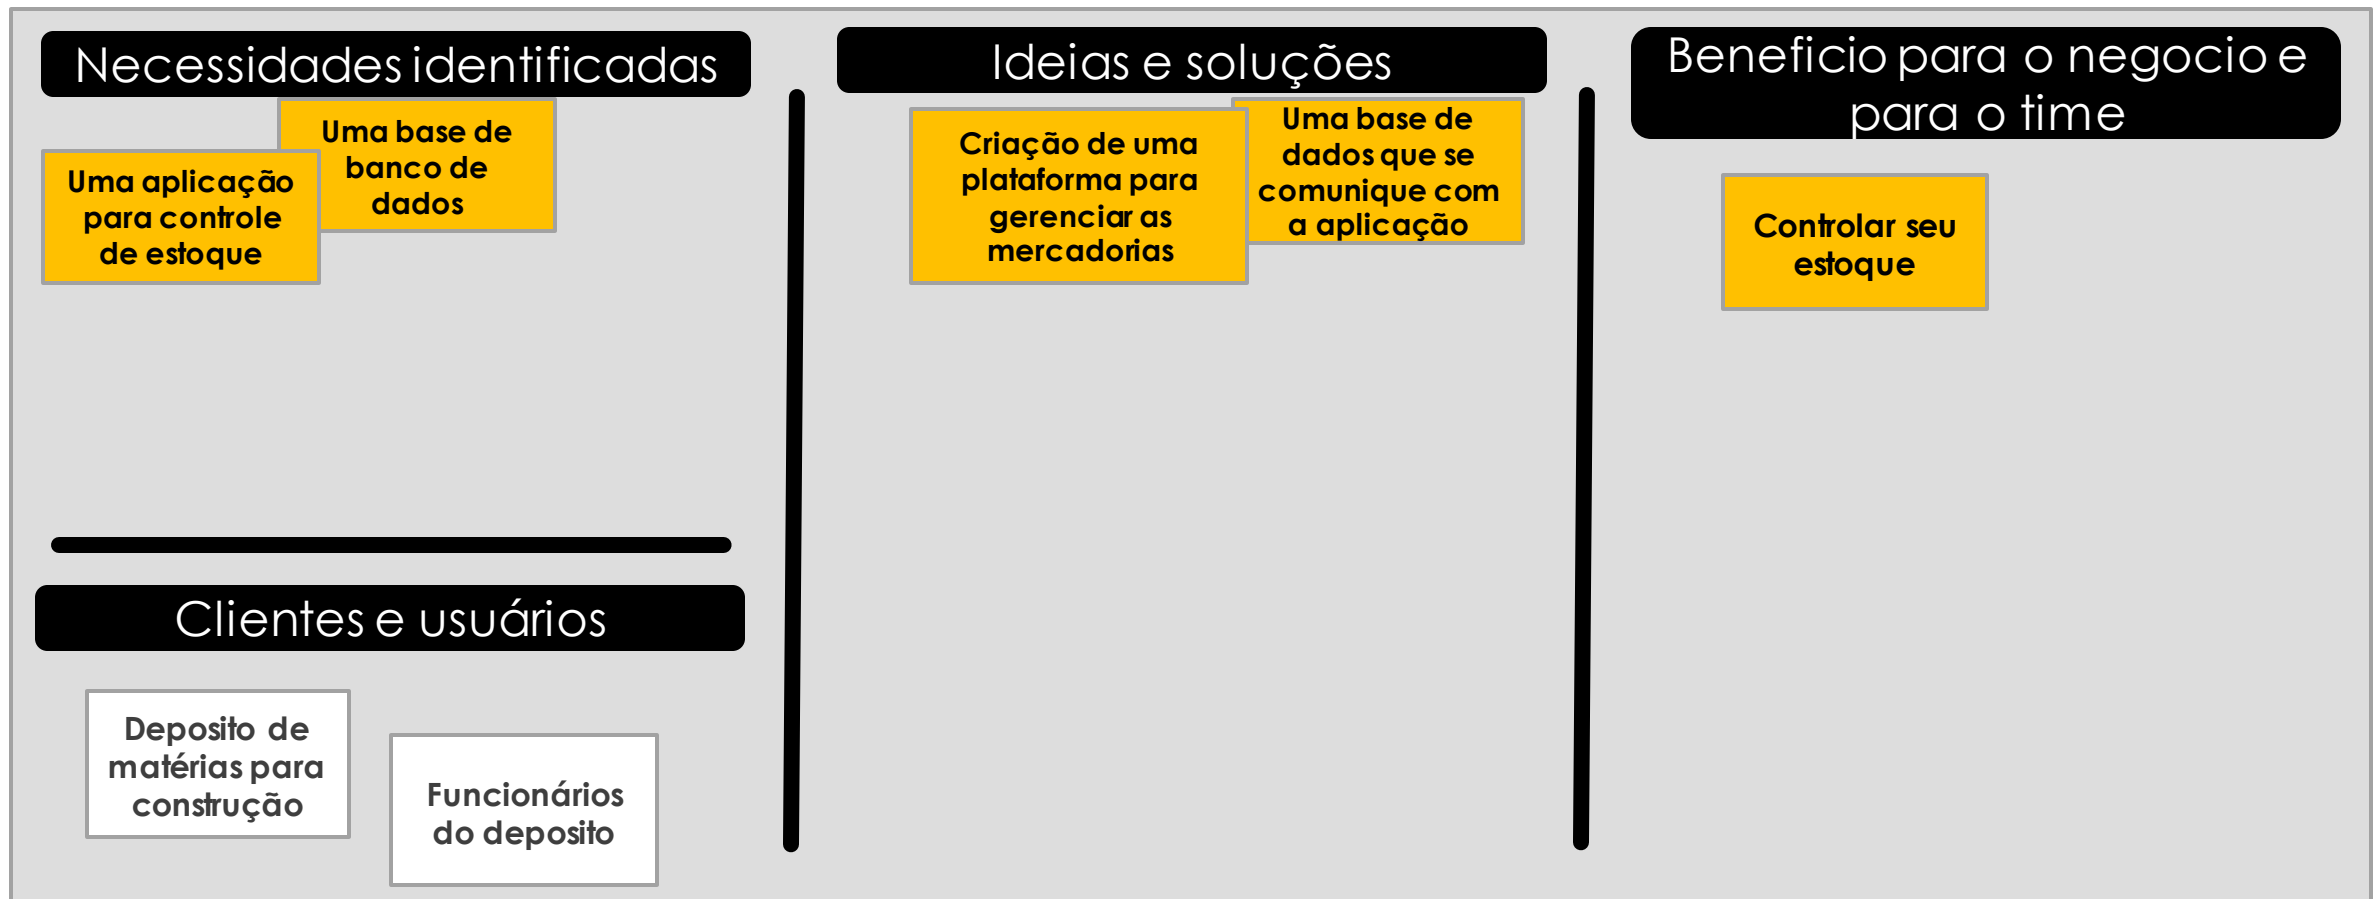 Necessidades identificadas
Uma base de
banco de
dados
Uma aplicação
para controle
de estoque
Clientes e usuários
Deposito de
matérias para
construção
Funcionários
do deposito
Ideias e soluções
Criação de uma
plataforma para
gerenciar as
mercadorias
Uma base de
dados que se
comunique com
a aplicação
Beneficio para o negocio e
para o time
Controlar seu
estoque